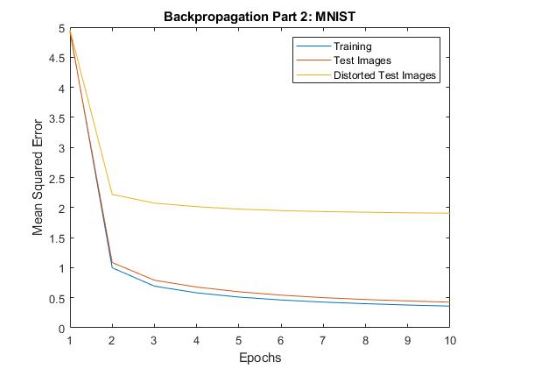 Backpropagation Part 2: MNIST
Training
Test Images
Distorted Test Images
Mean Squared Error
5
4.5
4
3.5
3
2.5
2
1.5
1
0.5
0
1 2 3 4 5 6 7 8 9 10
Epochs